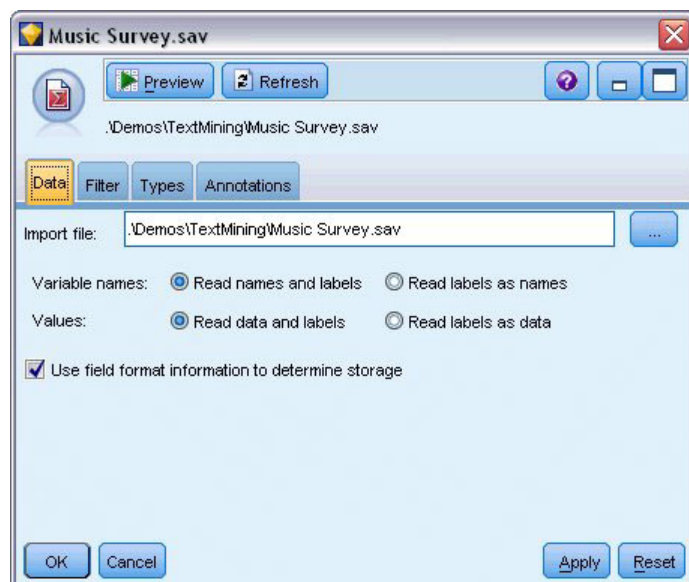 Music Survey.sav
Preview Refresh
.\Demos\TextMining\Music Survey.sav
Data Filter Types Annotations
Import file: .\Demos\TextMining\Music Survey.sav ...
Variable names: Read names and labels Read labels as names
Values: Read data and labels Read labels as data
Use field format information to determine storage
OK Cancel Apply Reset